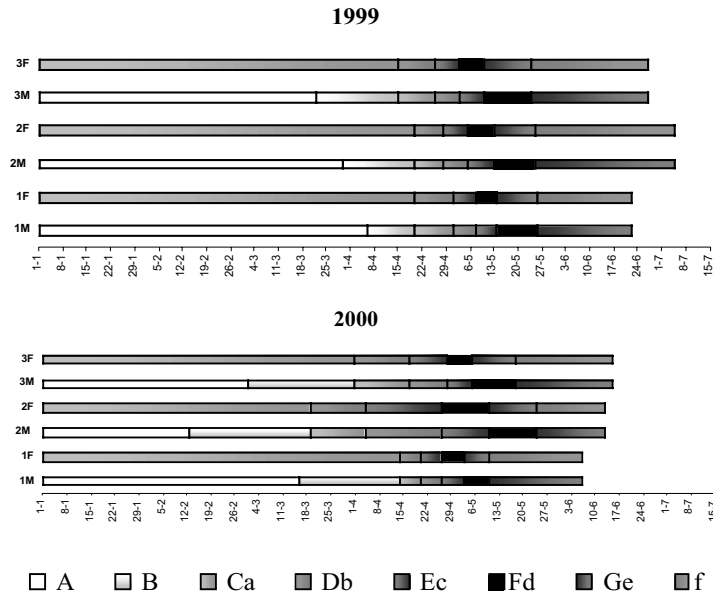 1999
3F
3M
2F
2M
1F
1M
1-1 8-1 15-1 22-1 29-1 5-2 12-2 19-2 26-2 4-3 11-3 18-3 25-3 1-4 8-4 15-4 22-4 29-4 6-5 13-5 20-5 27-5 3-6 10-6 17-6 24-6 1-7 8-7 15-7
2000
3F
3M
2F
2M
1F
1M
1-1 8-1 15-1 22-1 29-1 5-2 12-2 19-2 26-2 4-3 11-3 18-3 25-3 1-4 8-4 15-4 22-4 29-4 6-5 13-5 20-5 27-5 3-6 10-6 17-6 24-6 1-7 8-7 15-7
A B Ca Db Ec Fd Ge f